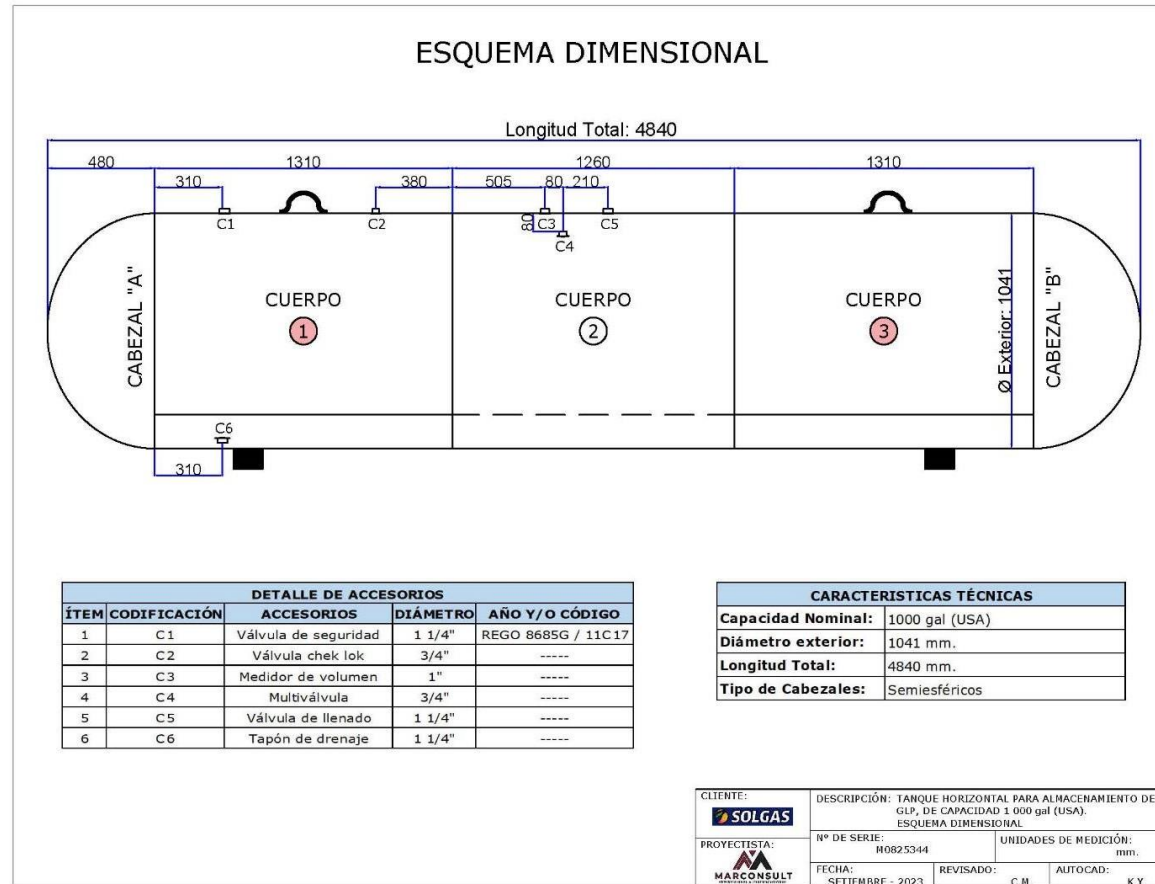 ESQUEMA DIMENSIONAL
Longitud Total: 4840
480 1310 1260 1310
310 380 505 80 210
C1 C2 80 C3 C5
C4
CABEZAL "A"
CUERPO CUERPO CUERPO
1 2 3
Ø Exterior: 1041
CABEZAL "B"
C6
310
DETALLE DE ACCESORIOS
ÍTEM CODIFICACIÓN ACCESORIOS DIÁMETRO AÑO Y/O CÓDIGO
1 C1 Válvula de seguridad 1 1/4" REGO 8685G / 11C17
2 C2 Válvula chek lok 3/4" -----
3 C3 Medidor de volumen 1" -----
4 C4 Multiválvula 3/4" -----
5 C5 Válvula de llenado 1 1/4" -----
6 C6 Tapón de drenaje 1 1/4" -----
CARACTERISTICAS TÉCNICAS
Capacidad Nominal: 1000 gal (USA)
Diámetro exterior: 1041 mm.
Longitud Total: 4840 mm.
Tipo de Cabezales: Semiesféricos
CLIENTE:
SOLGAS
DESCRIPCIÓN: TANQUE HORIZONTAL PARA ALMACENAMIENTO DE
GLP, DE CAPACIDAD 1 000 gal (USA).
ESQUEMA DIMENSIONAL
PROYECTISTA:
MARCONSULT
Nº DE SERIE:
M0825344
UNIDADES DE MEDICIÓN:
mm.
FECHA:
SETIEMBRE - 2023
REVISADO:
C.M.
AUTOCAD:
K.Y.